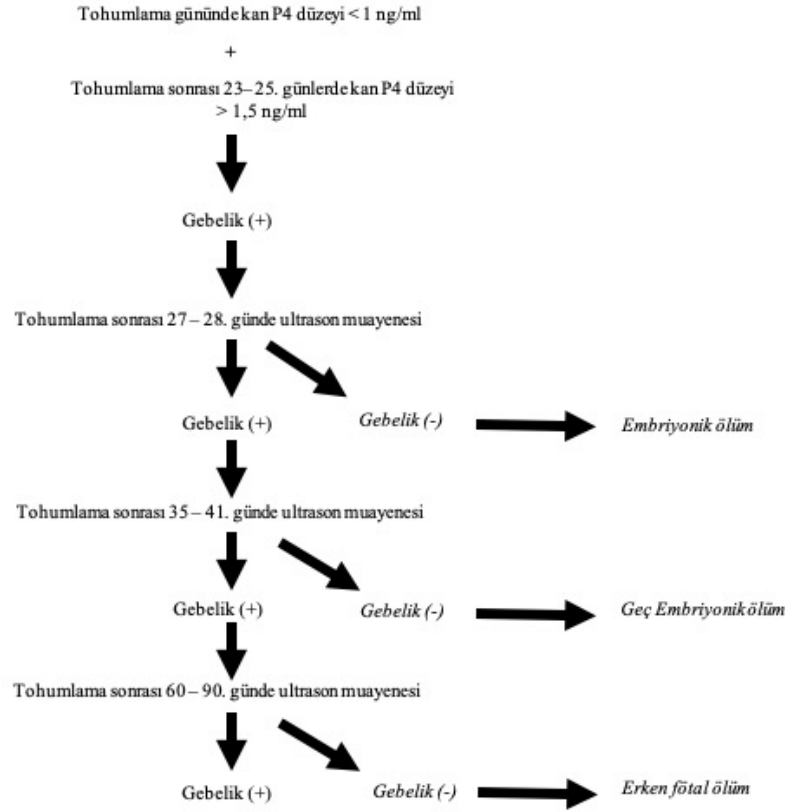 Tohumlama gününde kan P4 düzeyi < 1 ng/ml
+
Tohumlama sonrası 23–25. günlerde kan P4 düzeyi
> 1,5 ng/ml
Gebelik (+)
Tohumlama sonrası 27 – 28. günde ultrason muayenesi
Gebelik (+)
Gebelik (-)
Embriyonik ölüm
Tohumlama sonrası 35 – 41. günde ultrason muayenesi
Gebelik (+)
Gebelik (-)
Geç Embriyonik ölüm
Tohumlama sonrası 60 – 90. günde ultrason muayenesi
Gebelik (+)
Gebelik (-)
Erken fötal ölüm